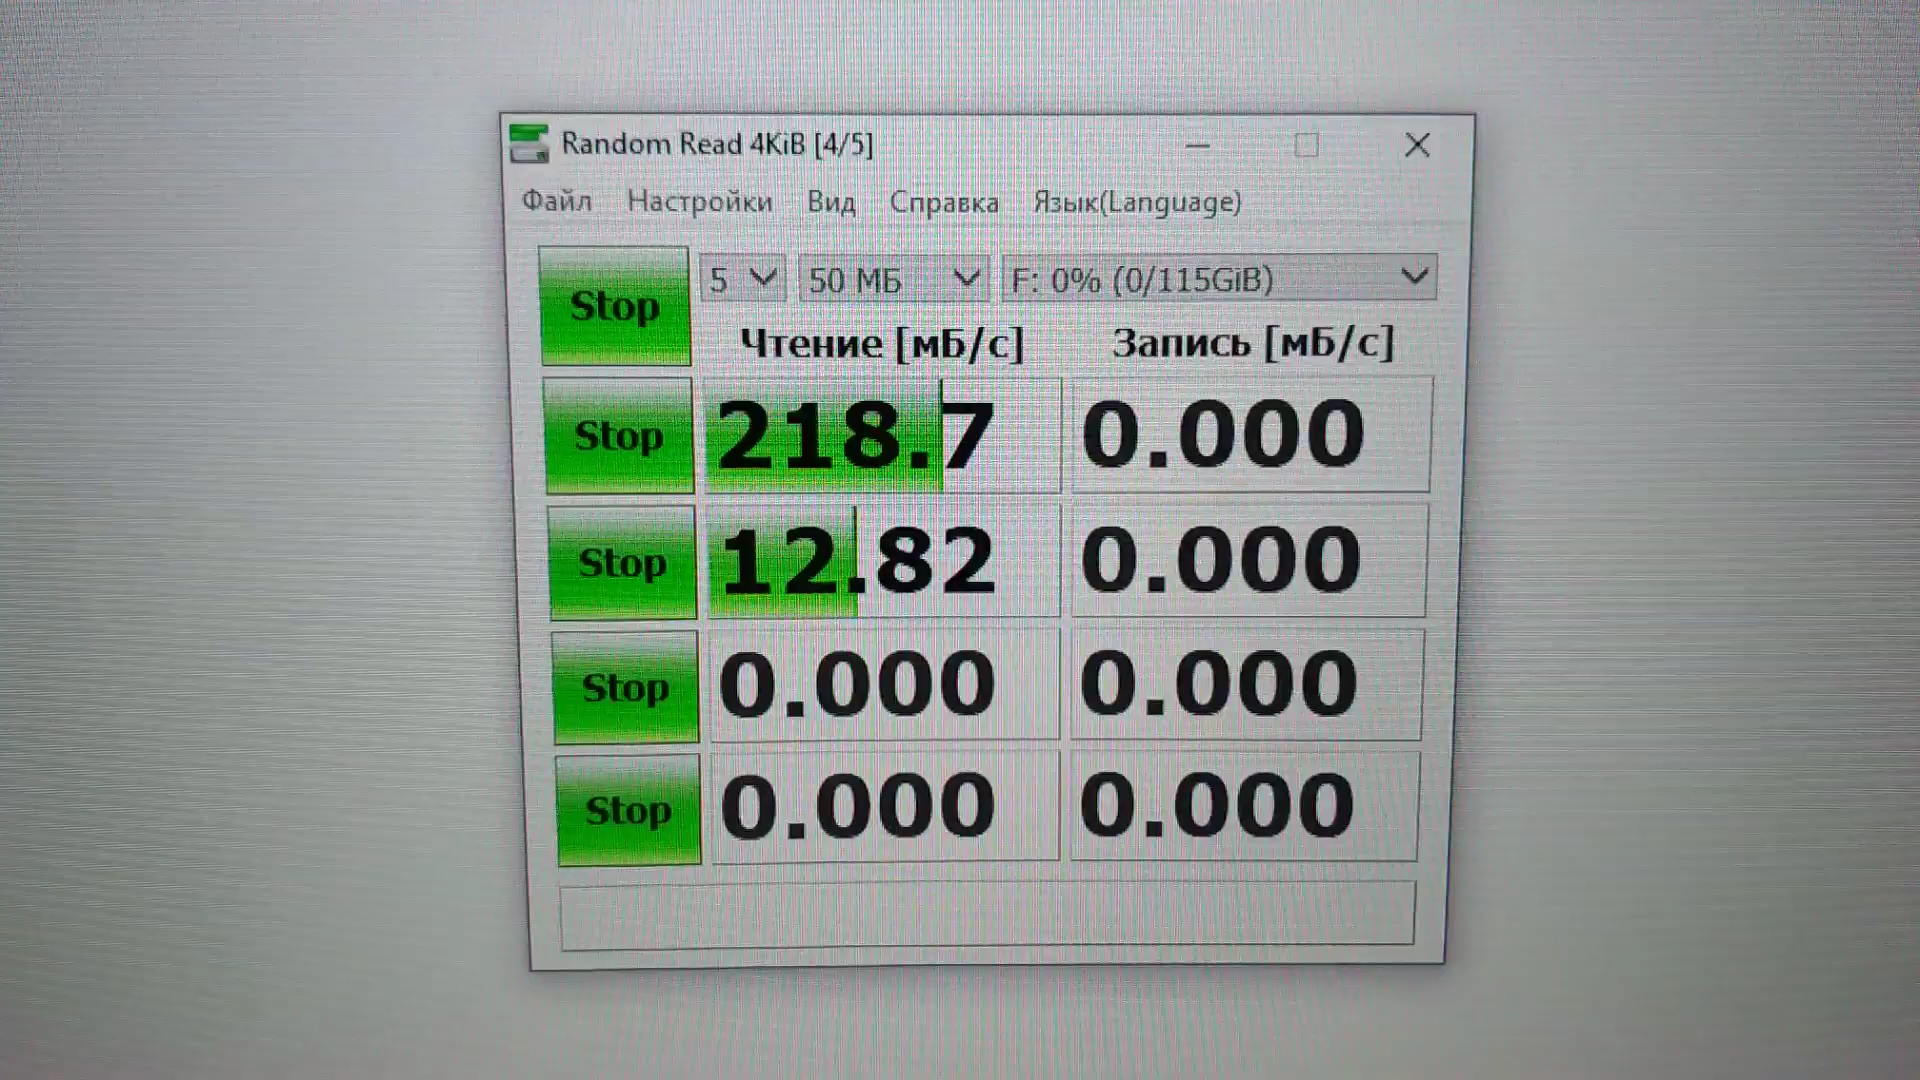 Random Read 4KiB [4/5]
Файл Настройки Вид Справка Язык(Language)
Stop 5 50 МБ F: 0% (0/115GiB)
Чтение [мБ/с] Запись [мБ/с]
Stop 218.7 0.000
Stop 12.82 0.000
Stop 0.000 0.000
Stop 0.000 0.000